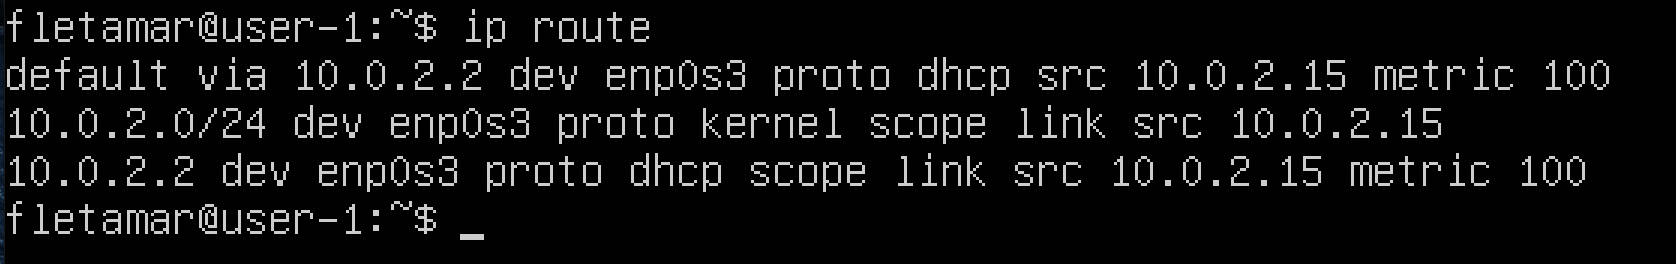 fletamar@user-1:~$ ip route
default via 10.0.2.2 dev enp0s3 proto dhcp src 10.0.2.15 metric 100
10.0.2.0/24 dev enp0s3 proto kernel scope link src 10.0.2.15
10.0.2.2 dev enp0s3 proto dhcp scope link src 10.0.2.15 metric 100
fletamar@user-1:~$ _